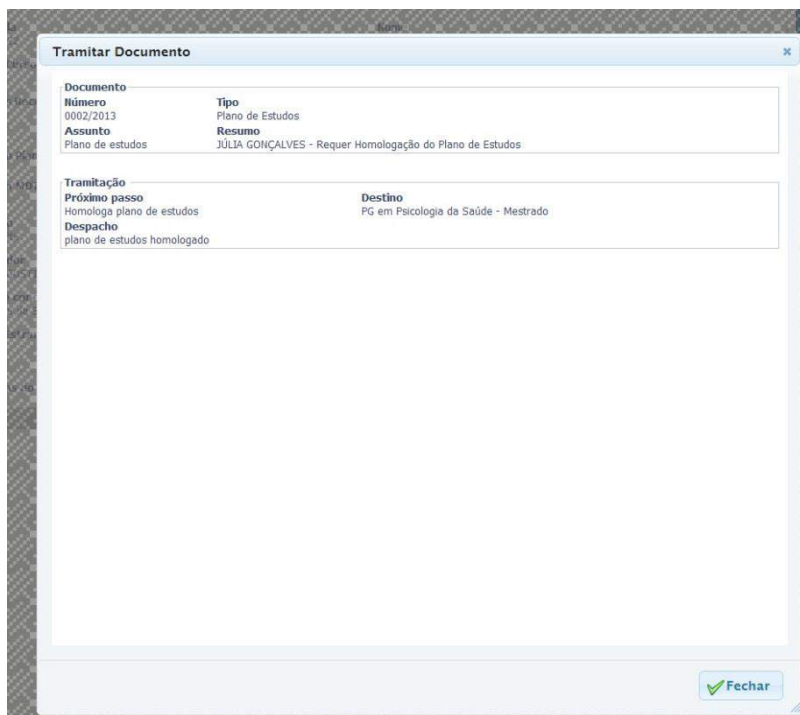 Tramitar Documento
Documento
Número Tipo
0002/2013 Plano de Estudos
Assunto Resumo
Plano de estudos JÚLIA GONÇALVES - Requer Homologação do Plano de Estudos
Tramitação
Próximo passo Destino
Homologa plano de estudos PG em Psicologia da Saúde - Mestrado
Despacho
plano de estudos homologado
Fechar